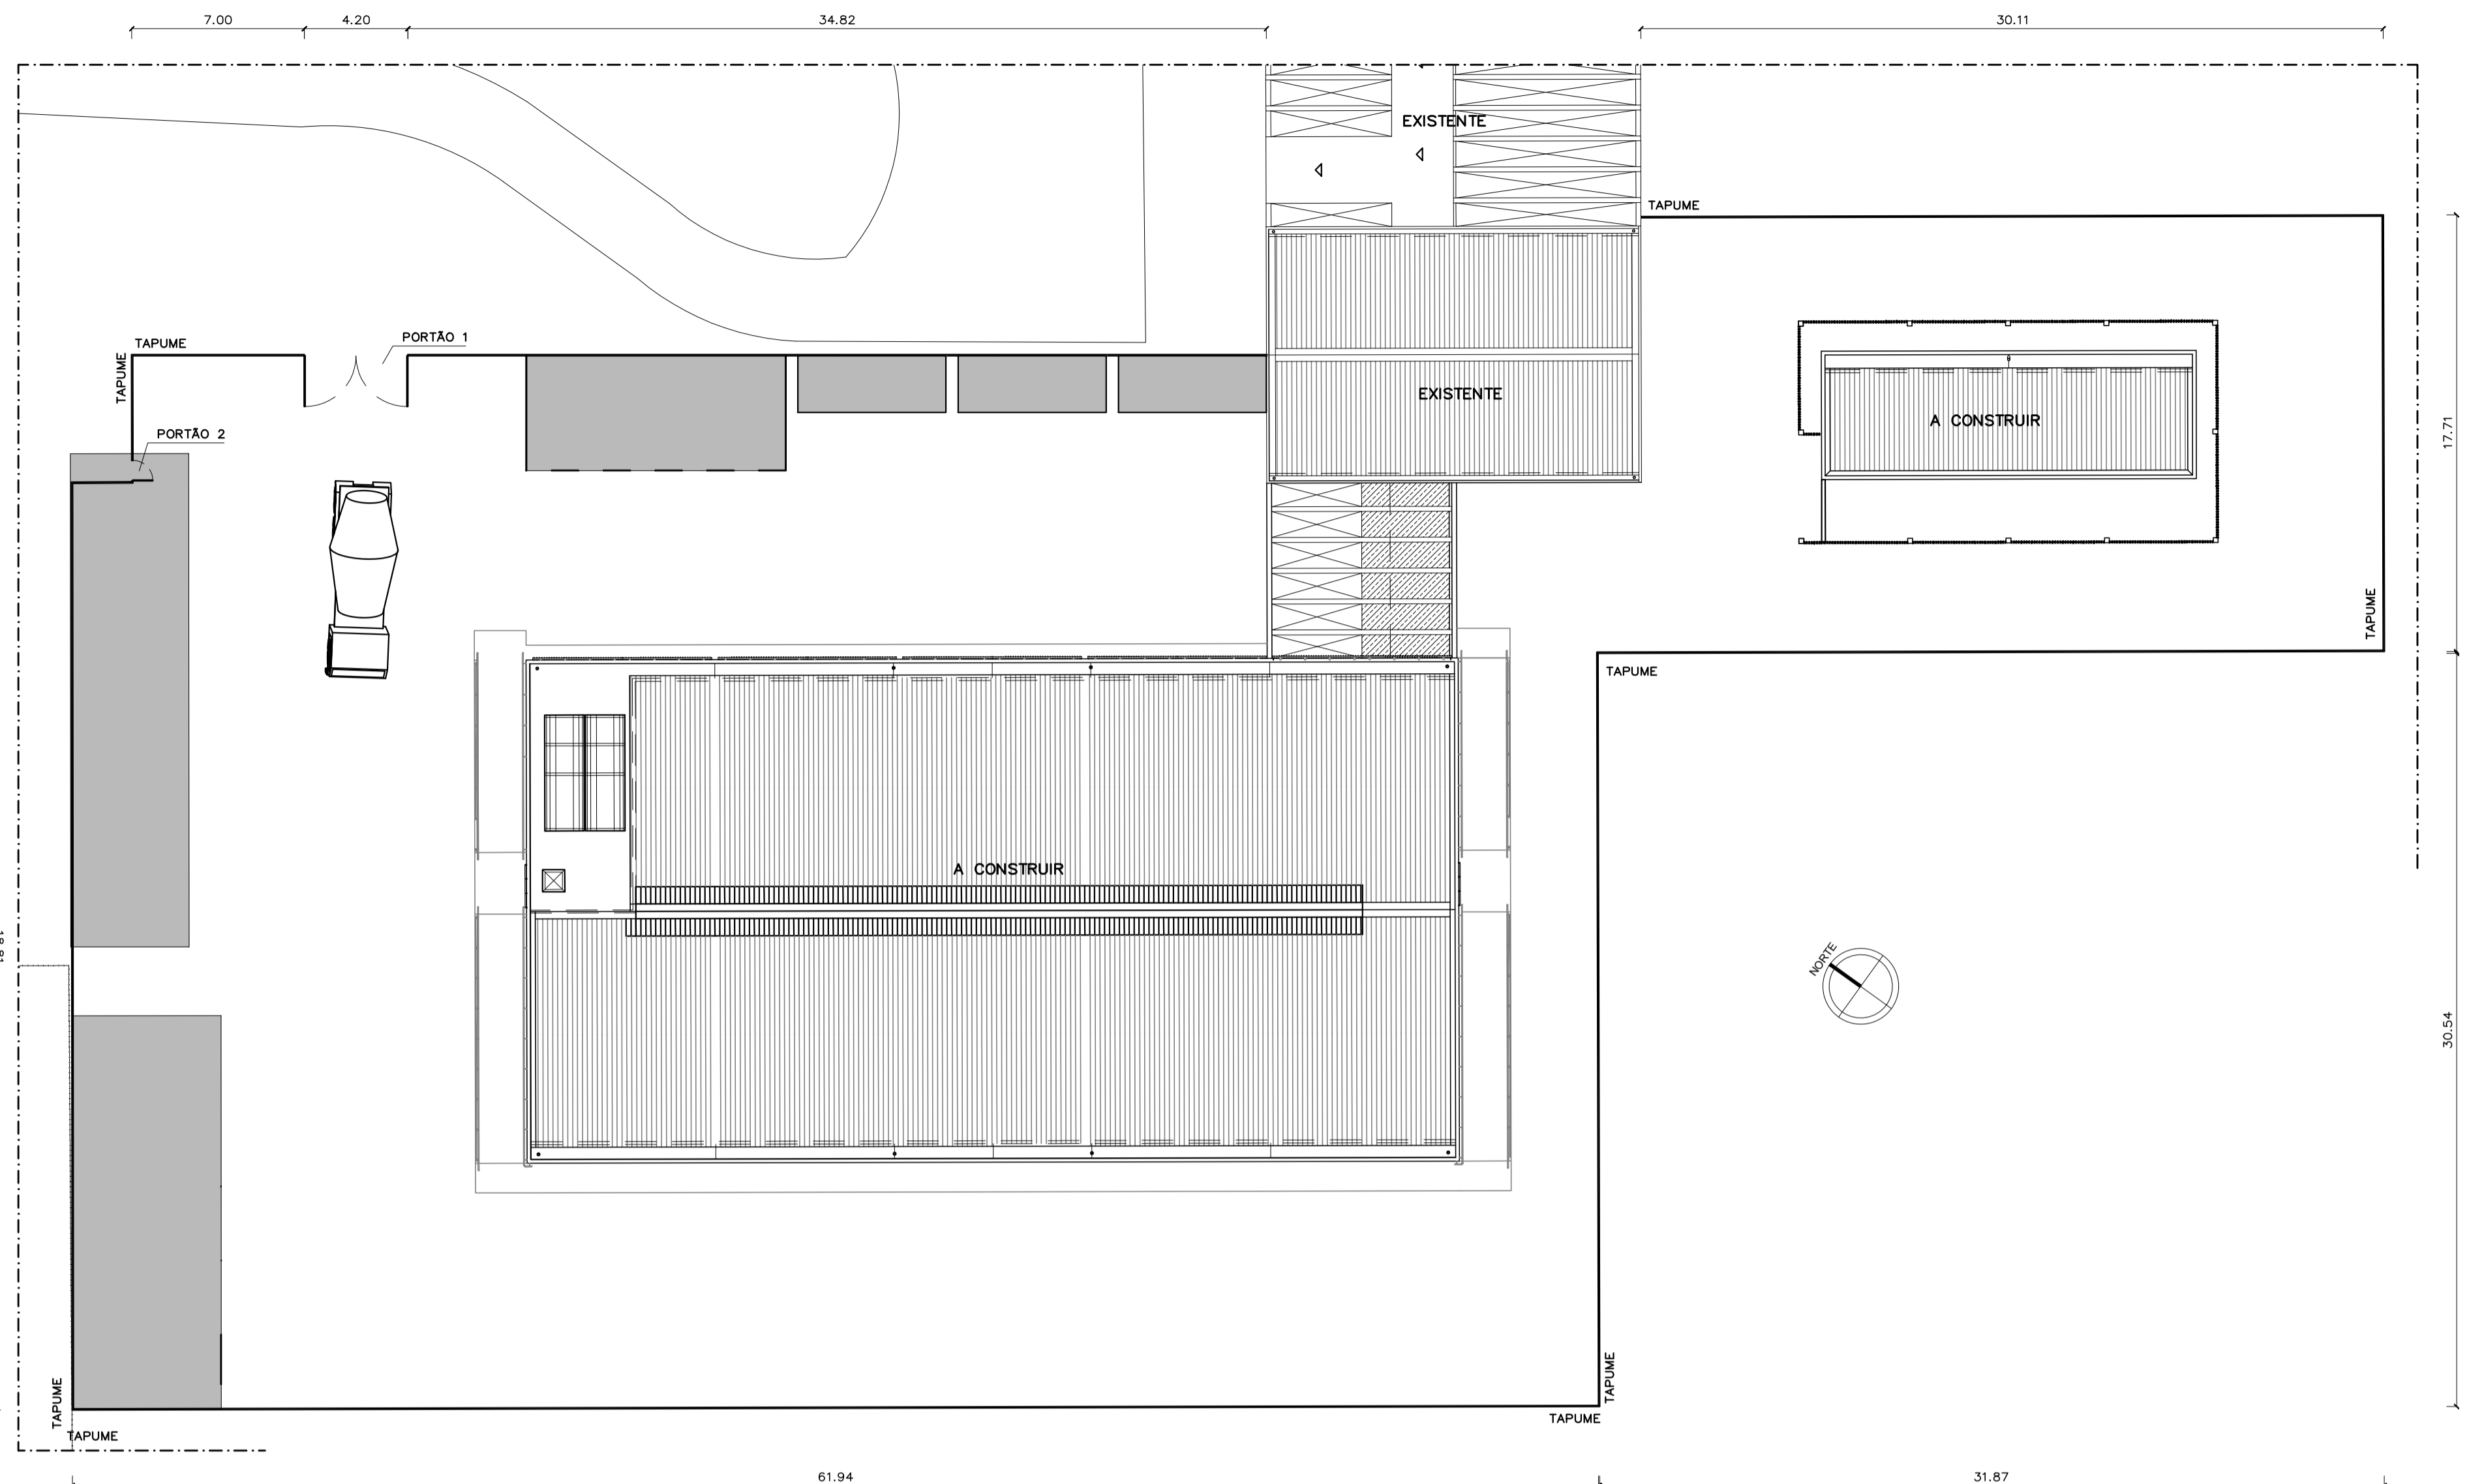 7.00
4.20
34.82
30.11
EXISTENTE
TAPUME
TAPUME
PORTÃO 1
TAPUME
EXISTENTE
A CONSTRUIR
17.71
PORTÃO 2
TAPUME
TAPUME
A CONSTRUIR
NORTE
30.54
TAPUME
TAPUME
TAPUME
TAPUME
61.94
31.87